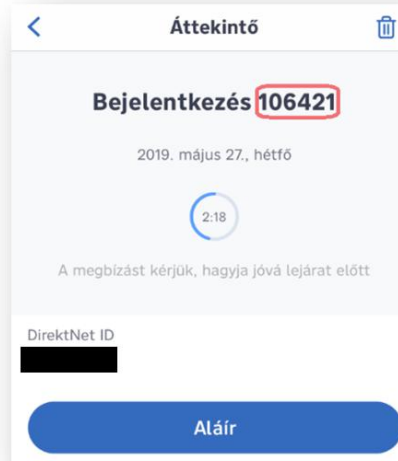 Áttekintő
Bejelentkezés 106421
2019. május 27., hétfő
2:18
A megbízást kérjük, hagyja jóvá lejárat előtt
DirektNet ID
Aláír